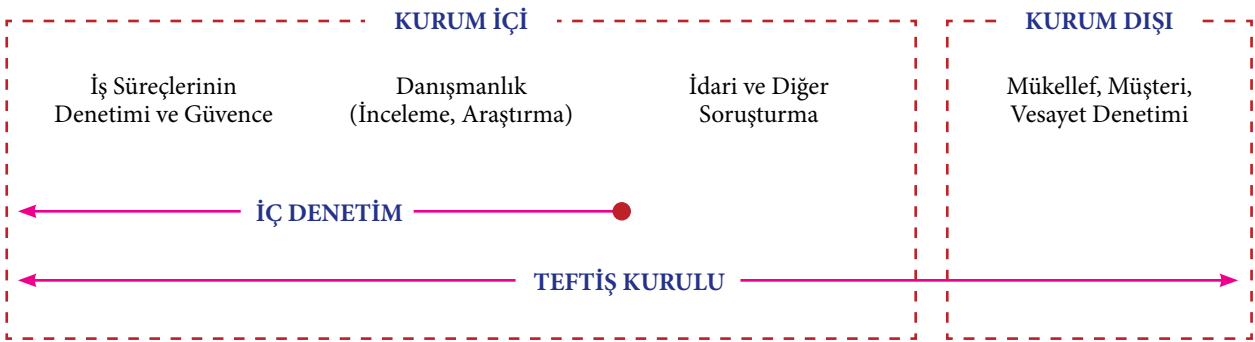 KURUM İÇİ
KURUM DIŞI
İş Süreçlerinin
Denetimi ve Güvence
Danışmanlık
(İnceleme, Araştırma)
İdari ve Diğer
Soruşturma
Mükellef, Müşteri,
Vesayet Denetimi
İÇ DENETİM
TEFTİŞ KURULU